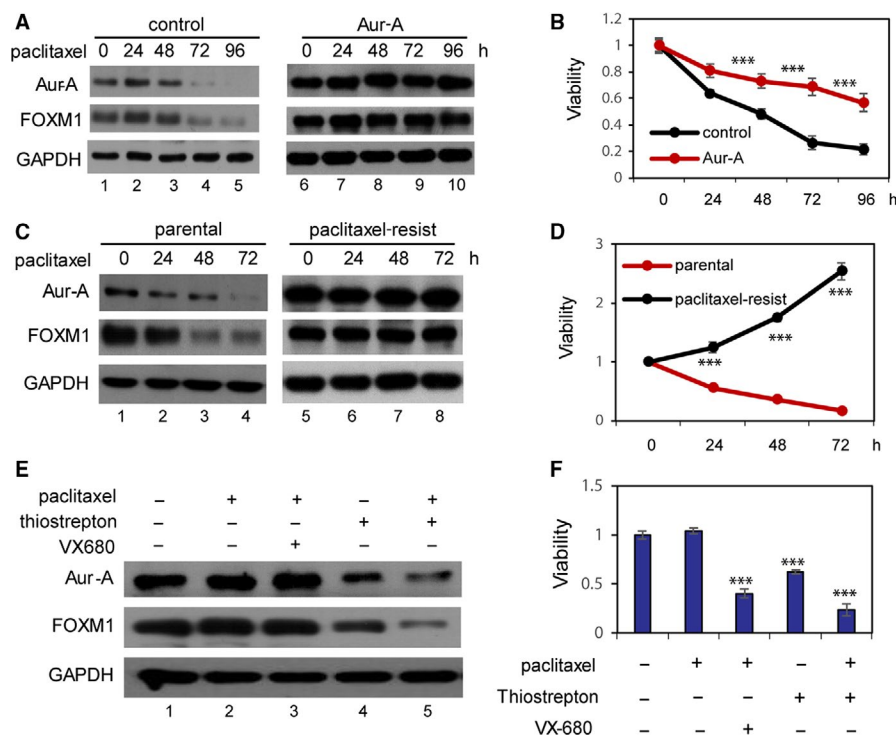 A
control
Aur-A
paclitaxel 0 24 48 72 96
0 24 48 72 96 h
Aur-A
FOXM1
GAPDH
1 2 3 4 5
6 7 8 9 10
B
Viability
1.2
1
0.8
0.6
0.4
0.2
0
*** *** ***
control
Aur-A
0 24 48 72 96 h
C
parental
paclitaxel-resist
paclitaxel 0 24 48 72
0 24 48 72 h
Aur-A
FOXM1
GAPDH
1 2 3 4
5 6 7 8
D
Viability
3
2
1
0
parental
paclitaxel-resist
*** *** ***
0 24 48 72 h
E
paclitaxel – + + – +
thiostrepton – – – + +
VX680 – – + – –
Aur-A
FOXM1
GAPDH
1 2 3 4 5
F
Viability
1
0.5
0
*** *** ***
paclitaxel – + + – +
Thiostrepton – – – + +
VX-680 – – + – –